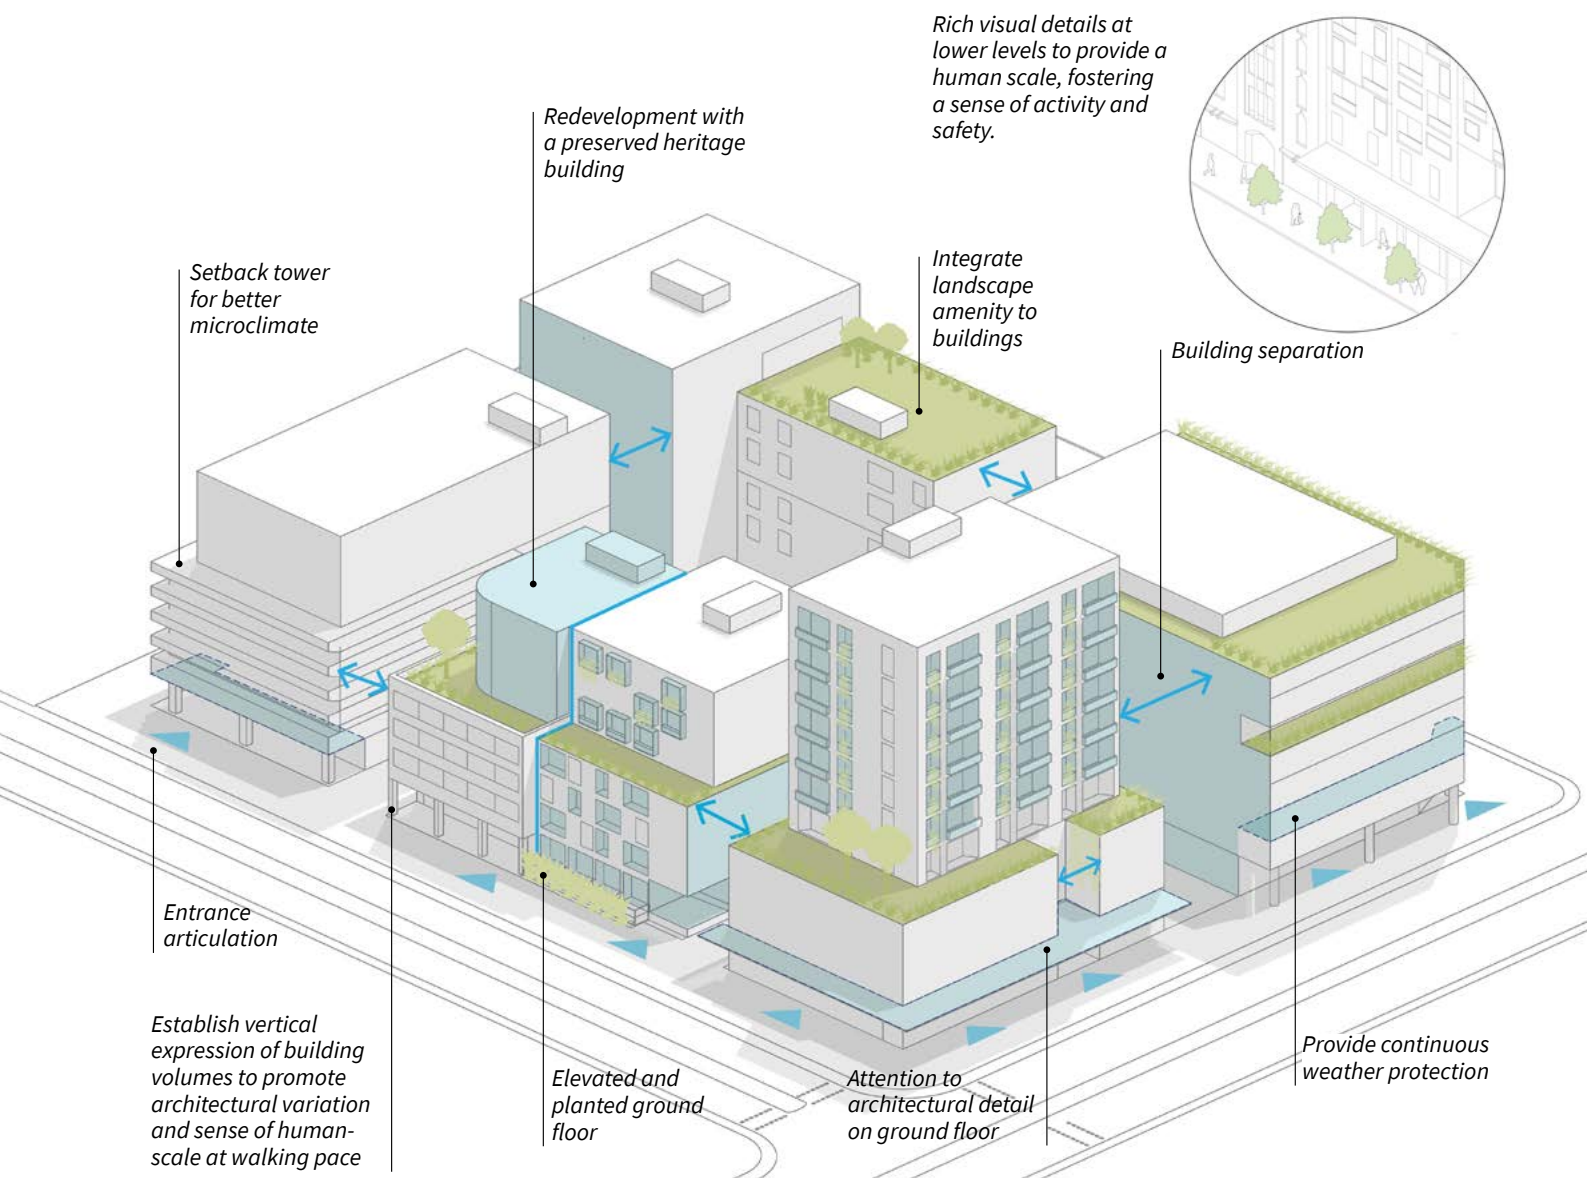 Rich visual details at
lower levels to provide a
human scale, fostering
a sense of activity and
safety.
Redevelopment with
a preserved heritage
building
Setback tower
for better
microclimate
Integrate
landscape
amenity to
buildings
Building separation
Entrance
articulation
Establish vertical
expression of building
volumes to promote
architectural variation
and sense of human-
scale at walking pace
Elevated and
planted ground
floor
Attention to
architectural detail
on ground floor
Provide continuous
weather protection